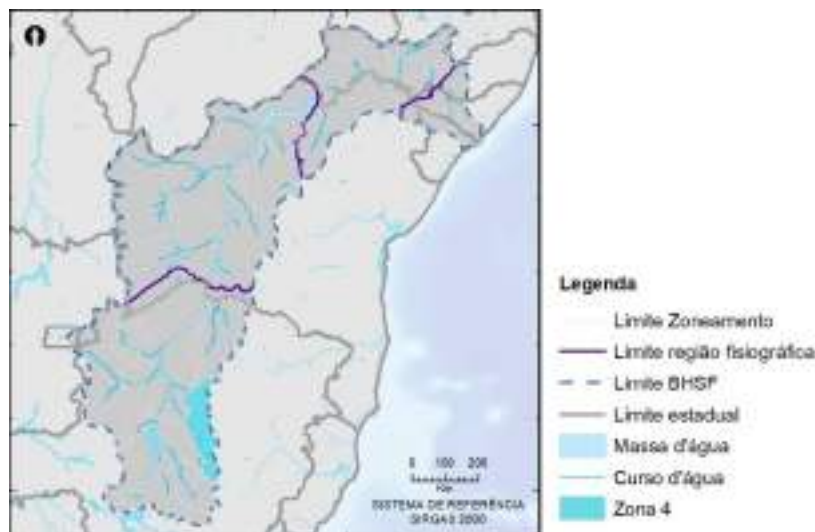 0 100 200
Km
SISTEMA DE REFERÊNCIA
SIRGAS 2000
Legenda
Limite Zoneamento
Limite região fisiográfica
Limite BHSF
Limite estadual
Massa d'água
Curso d'água
Zona 4